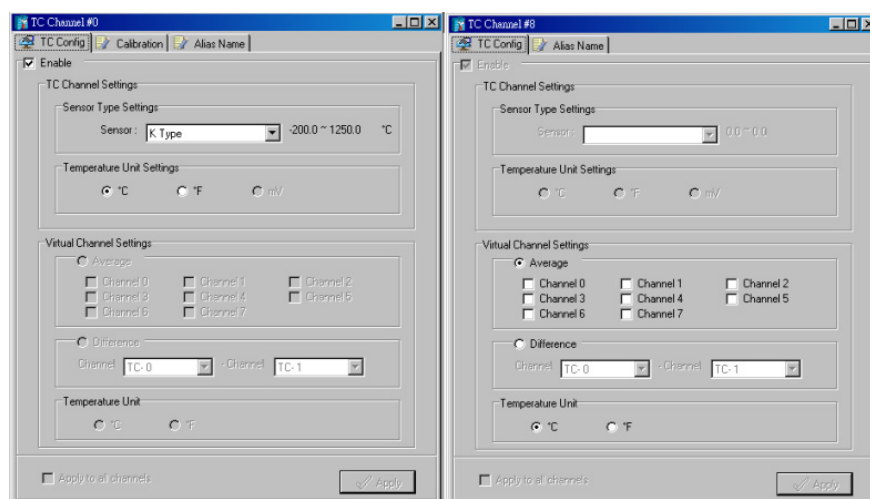 TC Channel #0
TC Config Calibration Alias Name
Enable
TC Channel Settings
Sensor Type Settings
Sensor : K Type -200.0 ~ 1250.0 °C
Temperature Unit Settings
°C °F mV
Virtual Channel Settings
Average
Channel 0 Channel 1 Channel 2
Channel 3 Channel 4 Channel 5
Channel 6 Channel 7
Difference
Channel TC- 0 - Channel TC- 1
Temperature Unit
°C °F
Apply to all channels Apply
TC Channel #8
TC Config Alias Name
Enable
TC Channel Settings
Sensor Type Settings
Sensor : 0.0 ~ 0.0
Temperature Unit Settings
°C °F mV
Virtual Channel Settings
Average
Channel 0 Channel 1 Channel 2
Channel 3 Channel 4 Channel 5
Channel 6 Channel 7
Difference
Channel TC- 0 - Channel TC- 1
Temperature Unit
°C °F
Apply to all channels Apply